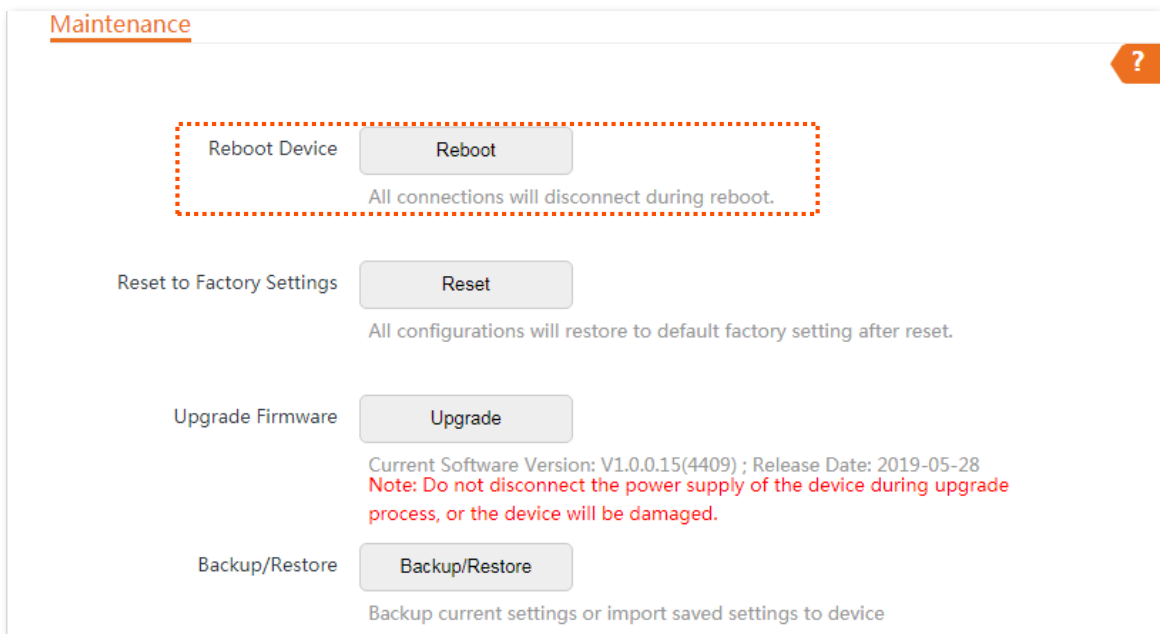 Maintenance
?
Reboot Device Reboot
All connections will disconnect during reboot.
Reset to Factory Settings Reset
All configurations will restore to default factory setting after reset.
Upgrade Firmware Upgrade
Current Software Version: V1.0.0.15(4409) ; Release Date: 2019-05-28
Note: Do not disconnect the power supply of the device during upgrade
process, or the device will be damaged.
Backup/Restore Backup/Restore
Backup current settings or import saved settings to device